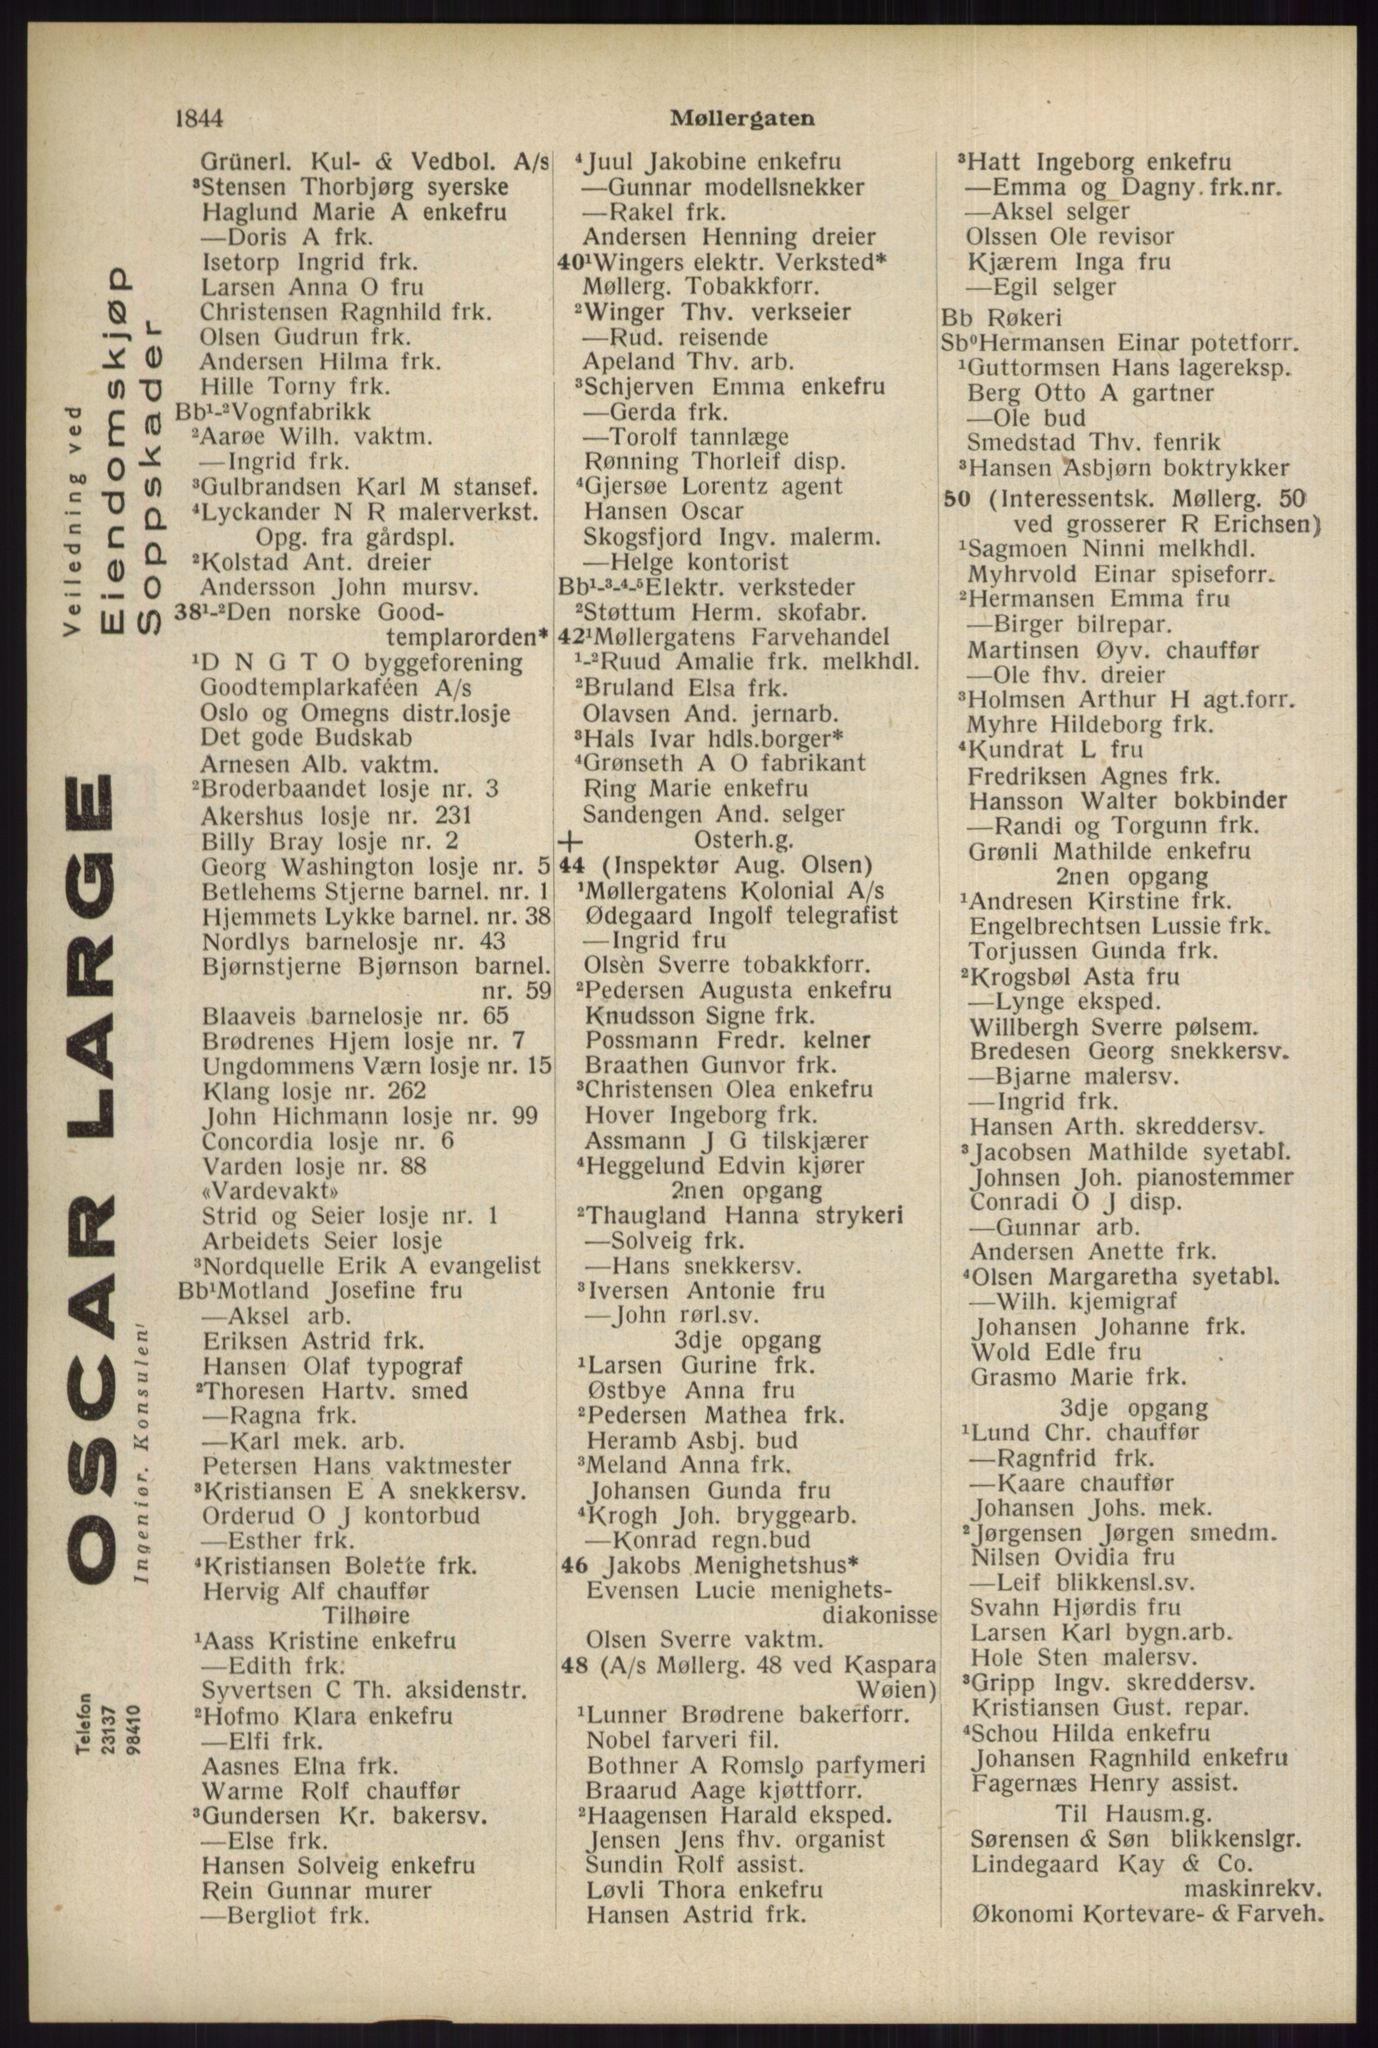 1844
Møllergaten
Grünerl. Kul- & Vedbol. A/s
³Stensen Thorbjørg syerske
Haglund Marie A enkefru
—Doris A frk.
Isetorp Ingrid frk.
Larsen Anna O fru
Christensen Ragnhild frk.
Olsen Gudrun frk.
Andersen Hilma frk.
Hille Torny frk.
Bb¹-²Vognfabrikk
²Aarøe Wilh. vaktm.
—Ingrid frk.
³Gulbrandsen Karl M stansef.
⁴Lyckander N R malerverkst.
Opg. fra gårdspl.
²Kolstad Ant. dreier
Andersson John mursv.
38¹-²Den norske Good-
templarorden*
¹D N G T O byggeforening
Goodtemplarkaféen A/s
Oslo og Omegns distr.losje
Det gode Budskab
Arnesen Alb. vaktm.
²Broderbaandet losje nr. 3
Akershus losje nr. 231
Billy Bray losje nr. 2
Georg Washington losje nr. 5
Betlehems Stjerne barnel. nr. 1
Hjemmets Lykke barnel. nr. 38
Nordlys barnelosje nr. 43
Bjørnstjerne Bjørnson barnel.
nr. 59
Blaaveis barnelosje nr. 65
Brødrenes Hjem losje nr. 7
Ungdommens Værn losje nr. 15
Klang losje nr. 262
John Hichmann losje nr. 99
Concordia losje nr. 6
Varden losje nr. 88
«Vardevakt»
Strid og Seier losje nr. 1
Arbeidets Seier losje
³Nordquelle Erik A evangelist
Bb¹Motland Josefine fru
—Aksel arb.
Eriksen Astrid frk.
Hansen Olaf typograf
²Thoresen Hartv. smed
—Ragna frk.
—Karl mek. arb.
Petersen Hans vaktmester
³Kristiansen E A snekkersv.
Orderud O J kontorbud
—Esther frk.
⁴Kristiansen Bolette frk.
Hervig Alf chauffør
Tilhøire
¹Aass Kristine enkefru
—Edith frk.
Syvertsen C Th. aksidenstr.
²Hofmo Klara enkefru
—Elfi frk.
Aasnes Elna frk.
Warme Rolf chauffør
³Gundersen Kr. bakersv.
—Else frk.
Hansen Solveig enkefru
Rein Gunnar murer
—Bergliot frk.
⁴Juul Jakobine enkefru
—Gunnar modellsnekker
—Rakel frk.
Andersen Henning dreier
40¹Wingers elektr. Verksted*
Møllerg. Tobakkforr.
²Winger Thv. verkseier
—Rud. reisende
Apeland Thv. arb.
³Schjerven Emma enkefru
—Gerda frk.
—Torolf tannlæge
Rønning Thorleif disp.
⁴Gjersøe Lorentz agent
Hansen Oscar
Skogsfjord Ingv. malerm.
—Helge kontorist
Bb¹-³-⁴-⁵Elektr. verksteder
²Støttum Herm. skofabr.
42¹Møllergatens Farvehandel
¹-²Ruud Amalie frk. melkhdl.
²Bruland Elsa frk.
Olavsen And. jernarb.
³Hals Ivar hdls.borger*
⁴Grønseth A O fabrikant
Ring Marie enkefru
Sandengen And. selger
+ Osterh.g.
44 (Inspektør Aug. Olsen)
¹Møllergatens Kolonial A/s
Ødegaard Ingolf telegrafist
—Ingrid fru
Olsèn Sverre tobakkforr.
²Pedersen Augusta enkefru
Knudsson Signe frk.
Possmann Fredr. kelner
Braathen Gunvor frk.
³Christensen Olea enkefru
Hover Ingeborg frk.
Assmann J G tilskjærer
⁴Heggelund Edvin kjører
2nen opgang
²Thaugland Hanna strykeri
—Solveig frk.
—Hans snekkersv.
³Iversen Antonie fru
—John rørl.sv.
3dje opgang
¹Larsen Gurine frk.
Østbye Anna fru
²Pedersen Mathea frk.
Heramb Asbj. bud
³Meland Anna frk.
Johansen Gunda fru
⁴Krogh Joh. bryggearb.
—Konrad regn.bud
46 Jakobs Menighetshus*
Evensen Lucie menighets-
diakonisse
Olsen Sverre vaktm.
48 (A/s Møllerg. 48 ved Kaspara
Wøien)
¹Lunner Brødrene bakerforr.
Nobel farveri fil.
Bothner A Romslo parfymeri
Braarud Aage kjøttforr.
²Haagensen Harald eksped.
Jensen Jens fhv. organist
Sundin Rolf assist.
Løvli Thora enkefru
Hansen Astrid frk.
³Hatt Ingeborg enkefru
—Emma og Dagny. frk.nr.
—Aksel selger
Olssen Ole revisor
Kjærem Inga fru
—Egil selger
Bb Røkeri
Sb⁰Hermansen Einar potetforr.
¹Guttormsen Hans lagereksp.
Berg Otto A gartner
—Ole bud
Smedstad Thv. fenrik
³Hansen Asbjørn boktrykker
50 (Interessentsk. Møllerg. 50
ved grosserer R Erichsen)
¹Sagmoen Ninni melkhdl.
Myhrvold Einar spiseforr.
²Hermansen Emma fru
—Birger bilrepar.
Martinsen Øyv. chauffør
—Ole fhv. dreier
³Holmsen Arthur H agt.forr.
Myhre Hildeborg frk.
⁴Kundrat L fru
Fredriksen Agnes frk.
Hansson Walter bokbinder
—Randi og Torgunn frk.
Grønli Mathilde enkefru
2nen opgang
¹Andresen Kirstine frk.
Engelbrechtsen Lussie frk.
Torjussen Gunda frk.
²Krogsbøl Asta fru
—Lynge eksped.
Willbergh Sverre pølsem.
Bredesen Georg snekkersv.
—Bjarne malersv.
—Ingrid frk.
Hansen Arth. skreddersv.
³Jacobsen Mathilde syetabl.
Johnsen Joh. pianostemmer
Conradi O J disp.
—Gunnar arb.
Andersen Anette frk.
⁴Olsen Margaretha syetabl.
—Wilh. kjemigraf
Johansen Johanne frk.
Wold Edle fru
Grasmo Marie frk.
3dje opgang
¹Lund Chr. chauffør
—Ragnfrid frk.
—Kaare chauffør
Johansen Johs. mek.
²Jørgensen Jørgen smedm.
Nilsen Ovidia fru
—Leif blikkensl.sv.
Svahn Hjørdis fru
Larsen Karl bygn.arb.
Hole Sten malersv.
³Gripp Ingv. skreddersv.
Kristiansen Gust. repar.
⁴Schou Hilda enkefru
Johansen Ragnhild enkefru
Fagernæs Henry assist.
Til Hausm.g.
Sørensen & Søn blikkenslgr.
Lindegaard Kay & Co.
maskinrekv.
Økonomi Kortevare- & Farveh.
Veiledning ved
Eiendomskjøp
Soppskader
OSCAR LARGE
Ingeniør. Konsulent
Telefon
23137
98410